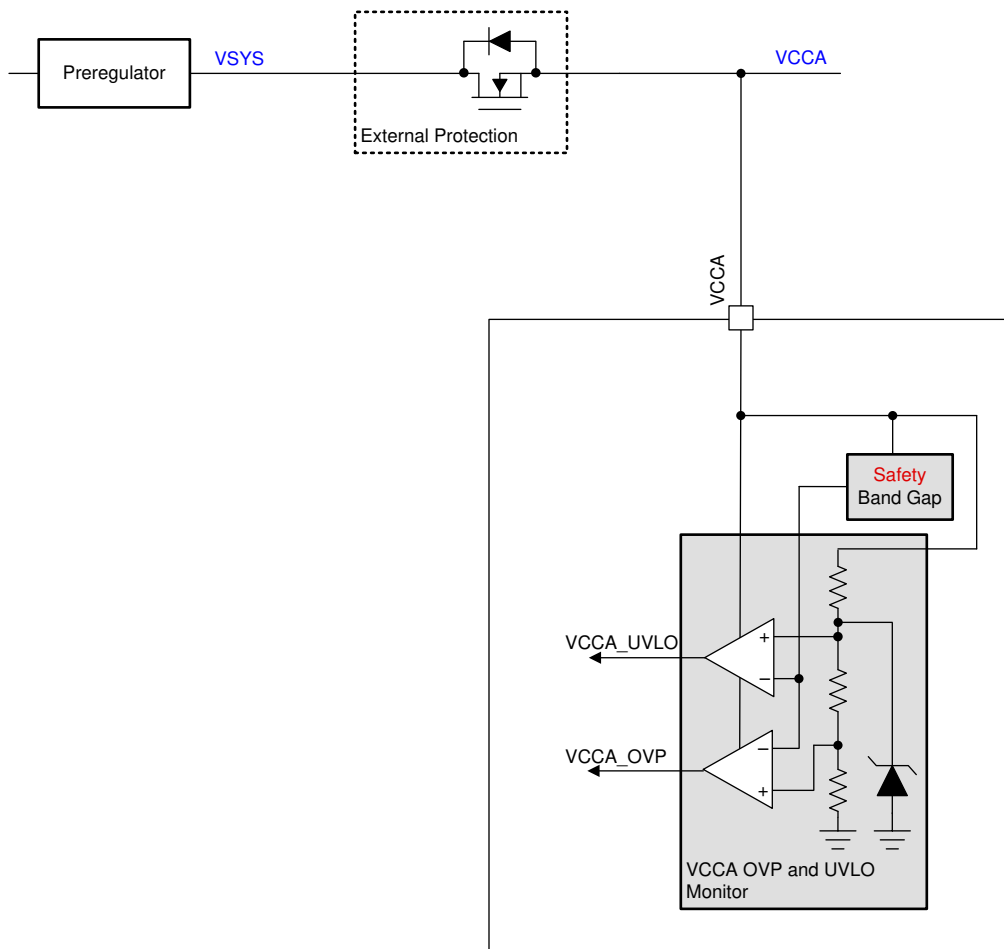 Preregulator
VSYS
VCCA
External Protection
VCCA
Safety
Band Gap
VCCA_UVLO
+
−
VCCA_OVP
−
+
VCCA OVP and UVLO
Monitor